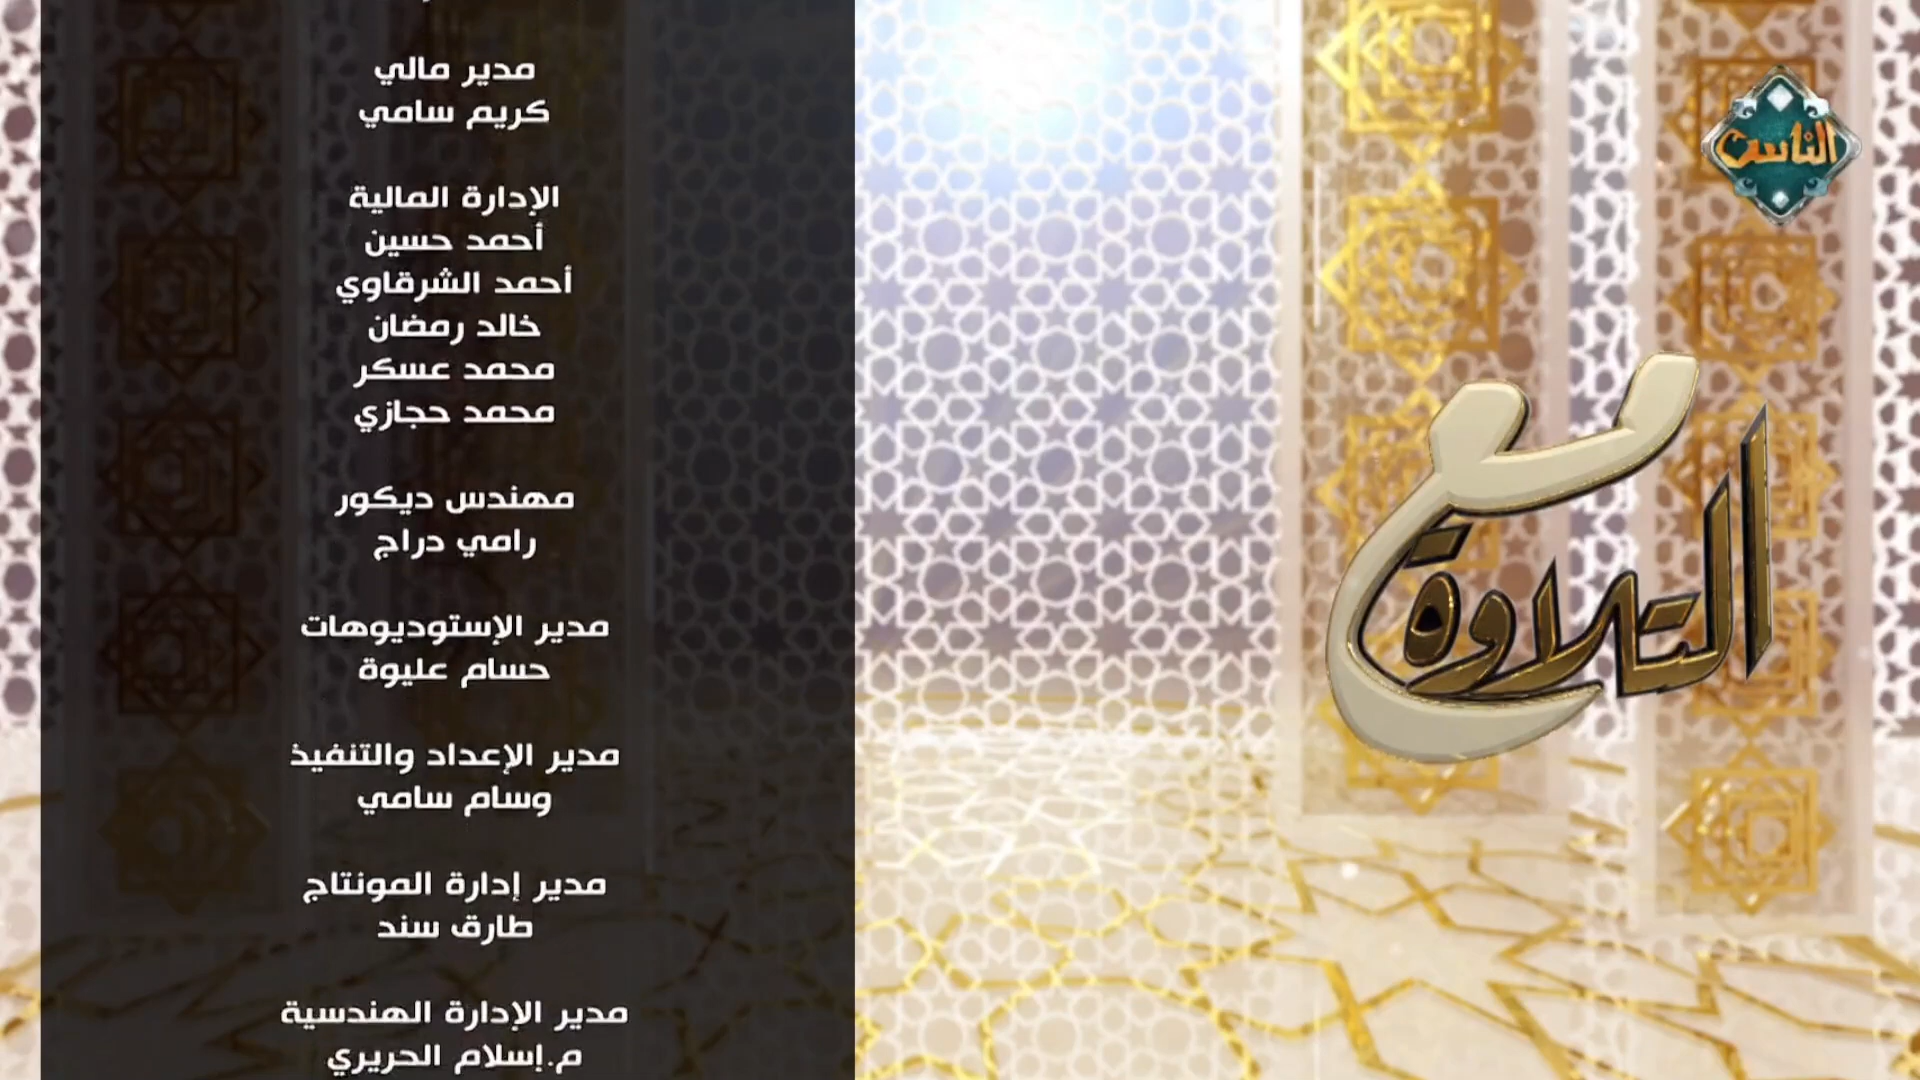 مدير مالي
كريم سامي
الإدارة المالية
أحمد حسين
أحمد الشرقاوي
خالد رمضان
محمد عسكر
محمد حجازي
مهندس ديكور
رامي دراج
مدير الإستوديوهات
حسام عليوة
مدير الإعداد والتنفيذ
وسام سامي
مدير إدارة المونتاج
طارق سند
مدير الإدارة الهندسية
م.إسلام الحريري
الناس
مع
التلاوة